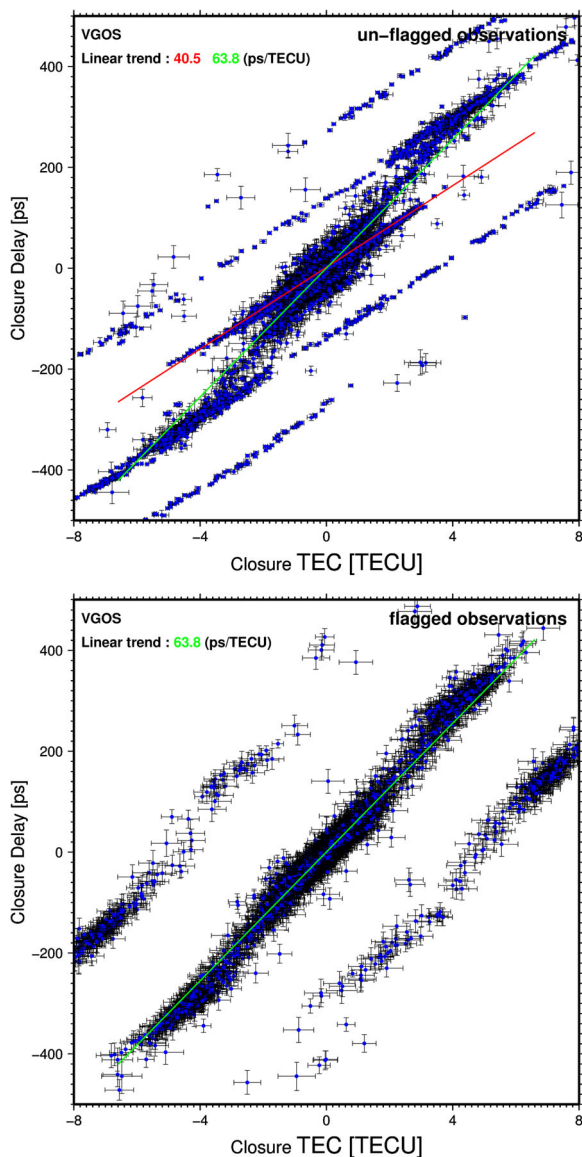 VGOS
un-flagged observations
Linear trend : 40.5 63.8 (ps/TECU)
400
200
0
−200
−400
Closure Delay [ps]
−8 −4 0 4 8
Closure TEC [TECU]
VGOS
flagged observations
Linear trend : 63.8 (ps/TECU)
400
200
0
−200
−400
Closure Delay [ps]
−8 −4 0 4 8
Closure TEC [TECU]